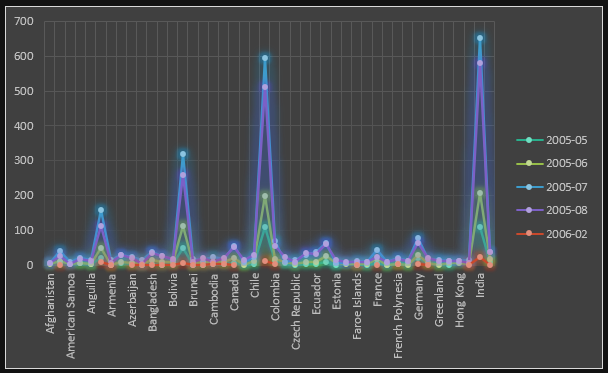 700
600
500
400
300
200
100
0
Afghanistan
American Samoa
Anguilla
Armenia
Azerbaijan
Bangladesh
Bolivia
Brunei
Cambodia
Canada
Chile
Colombia
Czech Republic
Ecuador
Estonia
Faroe Islands
France
French Polynesia
Germany
Greenland
Hong Kong
India
2005-05
2005-06
2005-07
2005-08
2006-02